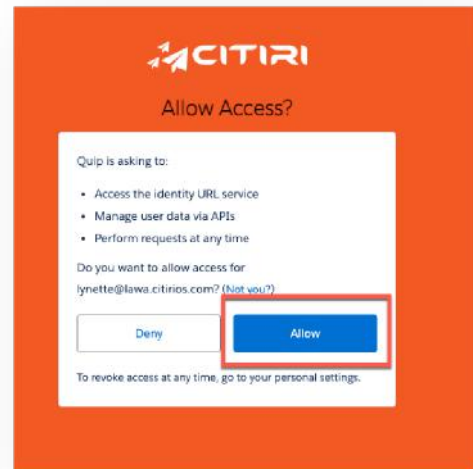 CITIRI
Allow Access?
Quip is asking to:
• Access the identity URL service
• Manage user data via APIs
• Perform requests at any time
Do you want to allow access for
lynette@lawa.citirios.com? (Not you?)
Deny Allow
To revoke access at any time, go to your personal settings.